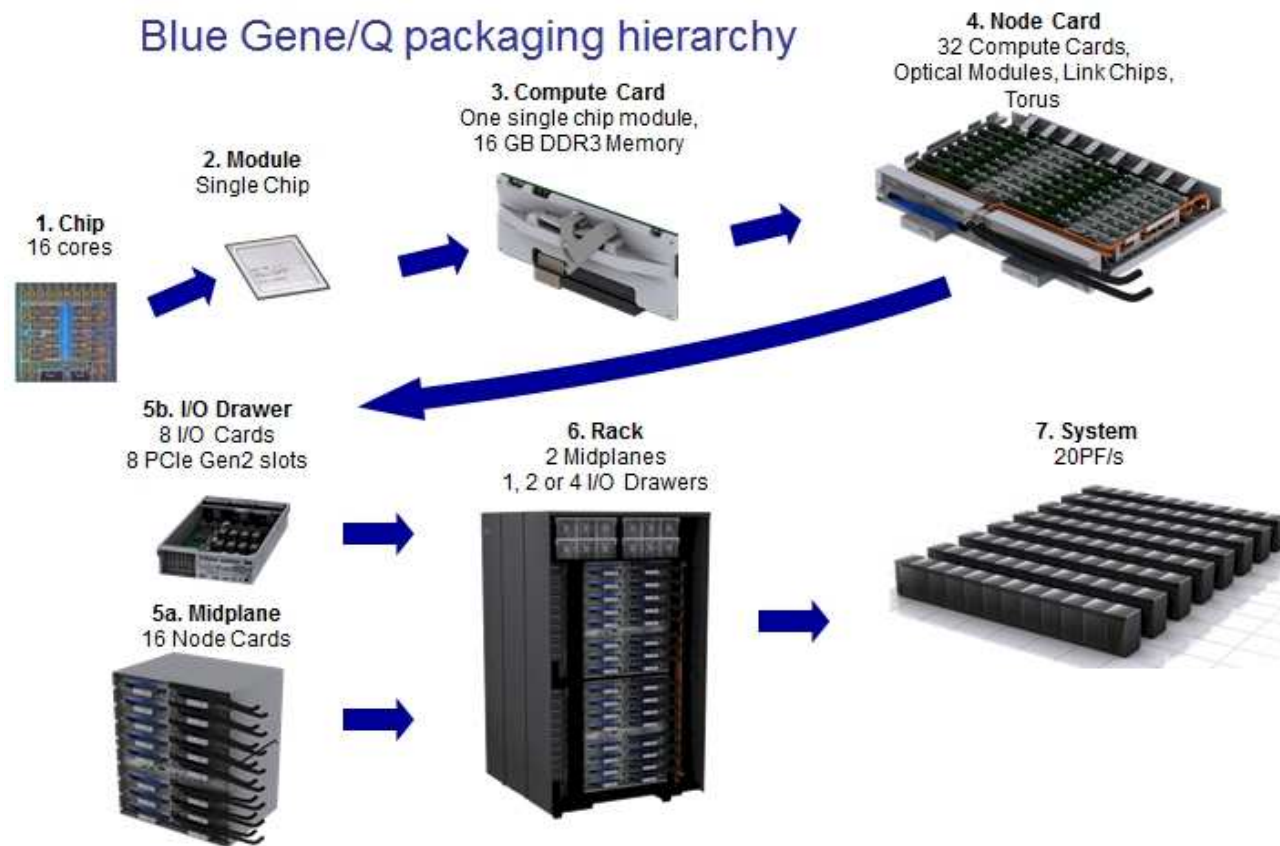 Blue Gene/Q packaging hierarchy
1. Chip
16 cores
2. Module
Single Chip
3. Compute Card
One single chip module,
16 GB DDR3 Memory
4. Node Card
32 Compute Cards,
Optical Modules, Link Chips,
Torus
5b. I/O Drawer
8 I/O Cards
8 PCIe Gen2 slots
5a. Midplane
16 Node Cards
6. Rack
2 Midplanes
1, 2 or 4 I/O Drawers
7. System
20PF/s